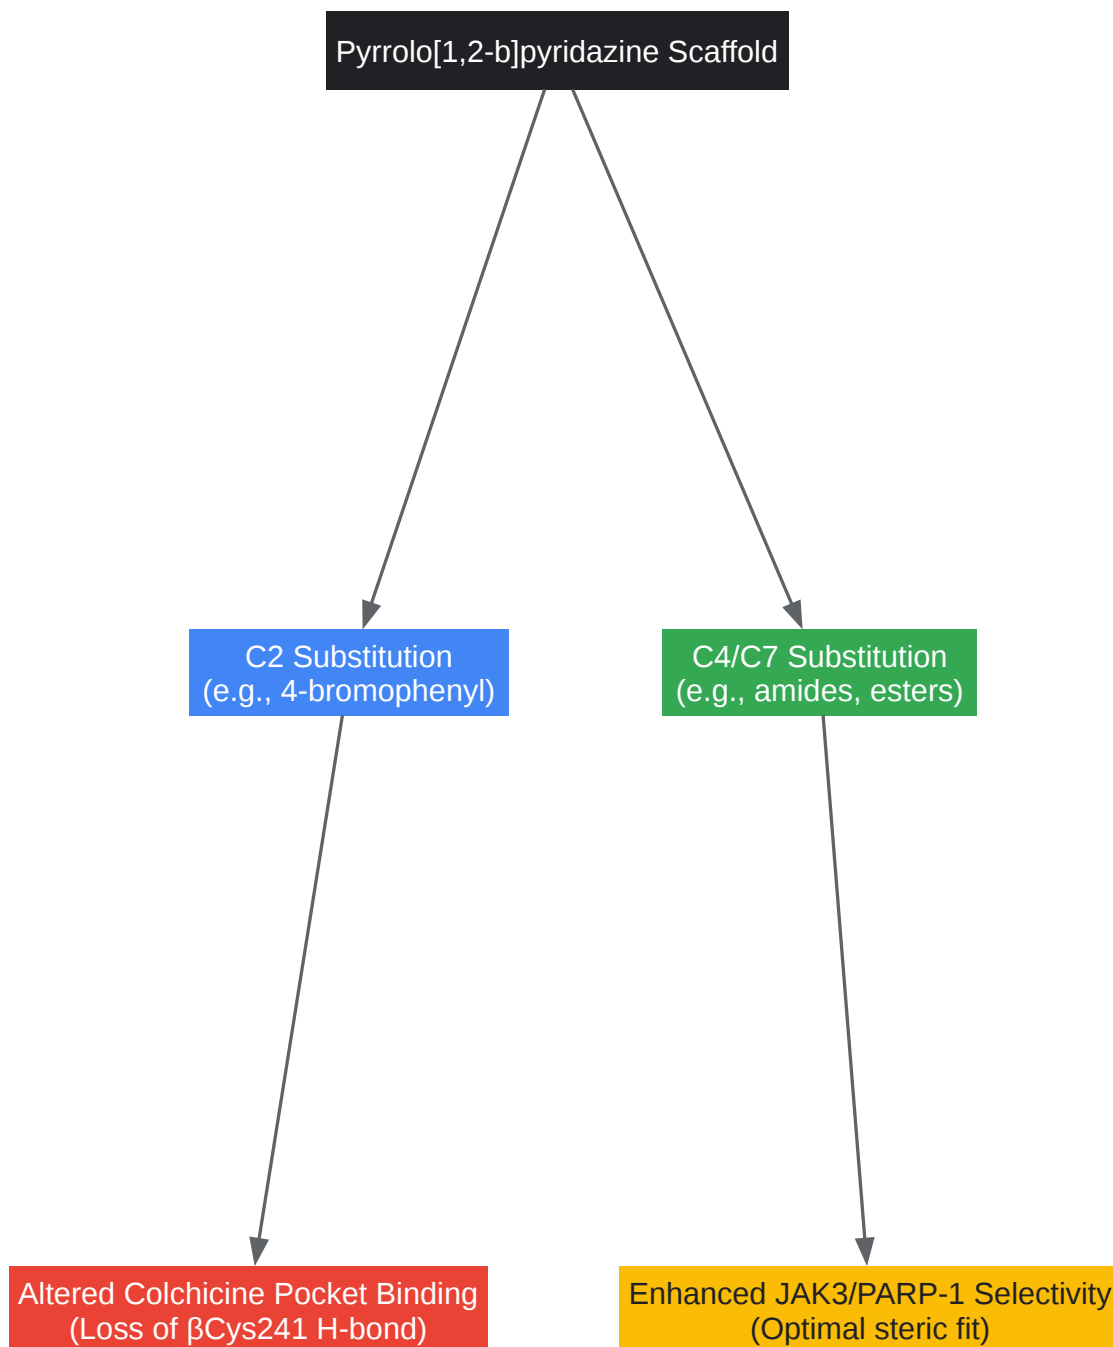 Pyrrolo[1,2-b]pyridazine Scaffold
C2 Substitution
(e.g., 4-bromophenyl)
C4/C7 Substitution
(e.g., amides, esters)
Altered Colchicine Pocket Binding
(Loss of βCys241 H-bond)
Enhanced JAK3/PARP-1 Selectivity
(Optimal steric fit)